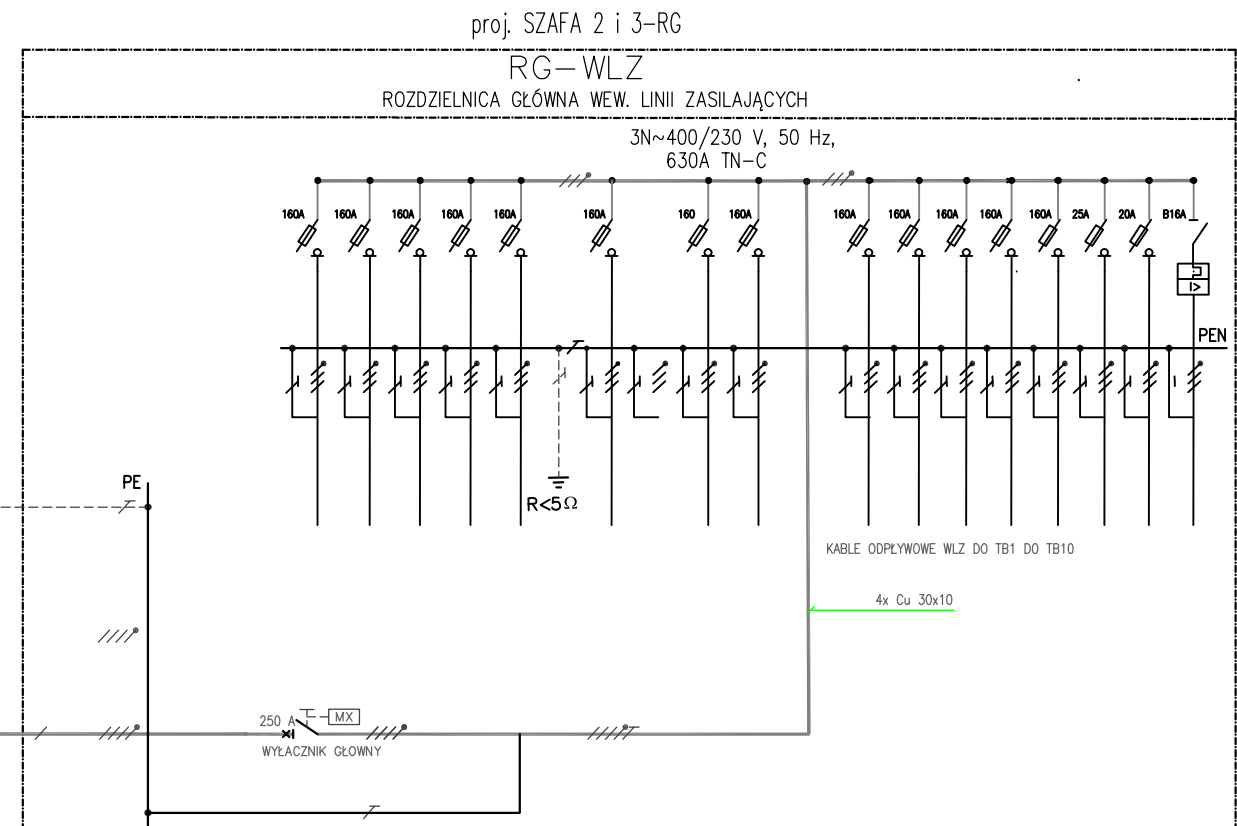 proj. SZAFA 2 i 3-RG
RG-WLZ
ROZDZIELNICA GŁÓWNA WEW. LINII ZASILAJĄCYCH
3N~400/230 V, 50 Hz,
630A TN-C
160A 160A 160A 160A 160A 160A 160 160A 160A 160A 160A 160A 160A 25A 20A B16A
I>
PEN
PE
R<5Ω
KABLE ODPŁYWOWE WLZ DO TB1 DO TB10
4x Cu 30x10
250 A MX
WYŁACZNIK GŁOWNY